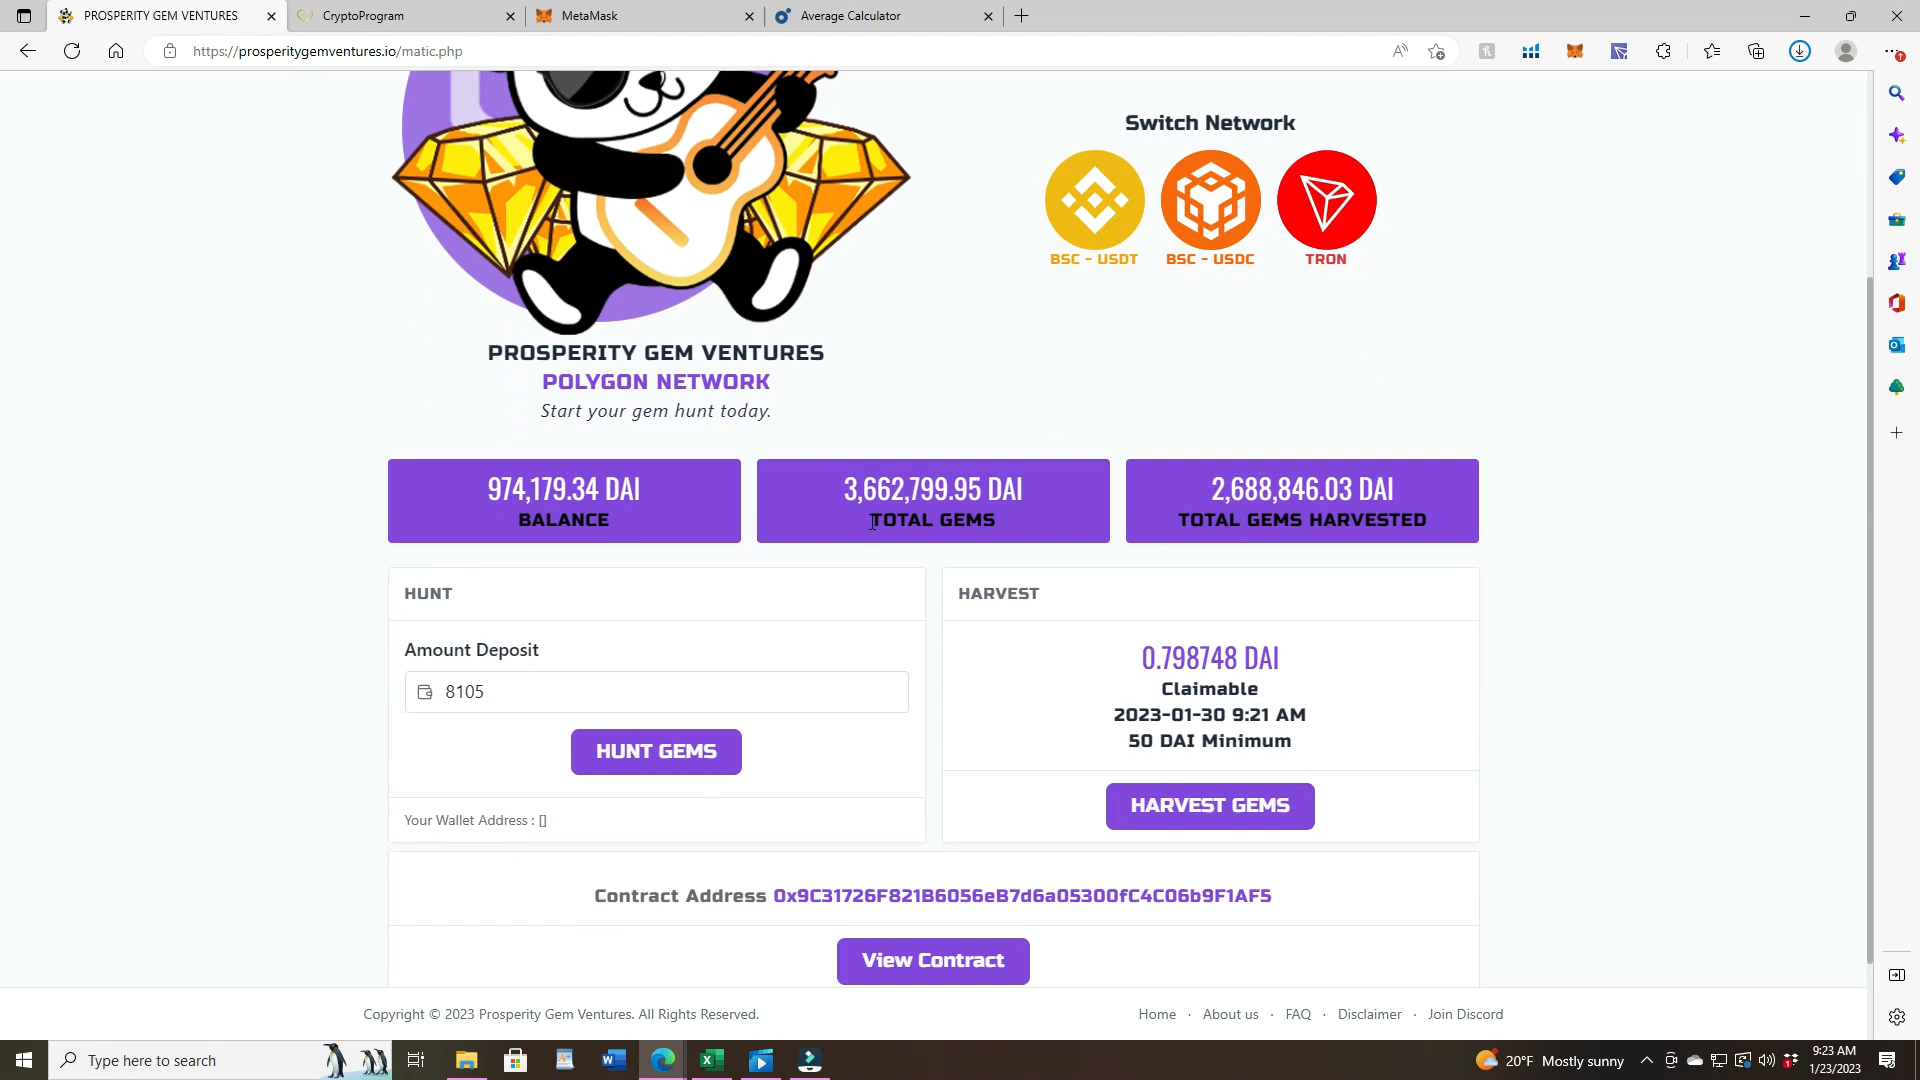 PROSPERITY GEM VENTURES
CryptoProgram
MetaMask
Average Calculator
https://prosperitygemventures.io/matic.php
Switch Network
BSC - USDT
BSC - USDC
TRON
PROSPERITY GEM VENTURES
POLYGON NETWORK
Start your gem hunt today.
974,179.34 DAI
BALANCE
3,662,799.95 DAI
TOTAL GEMS
2,688,846.03 DAI
TOTAL GEMS HARVESTED
HUNT
Amount Deposit
8105
HUNT GEMS
Your Wallet Address : []
HARVEST
0.798748 DAI
Claimable
2023-01-30 9:21 AM
50 DAI Minimum
HARVEST GEMS
Contract Address 0x9C31726F821B6056eB7d6a05300fC4C06b9F1AF5
View Contract
Copyright © 2023 Prosperity Gem Ventures. All Rights Reserved.
Home · About us · FAQ · Disclaimer · Join Discord
Type here to search
20°F Mostly sunny
9:23 AM
1/23/2023